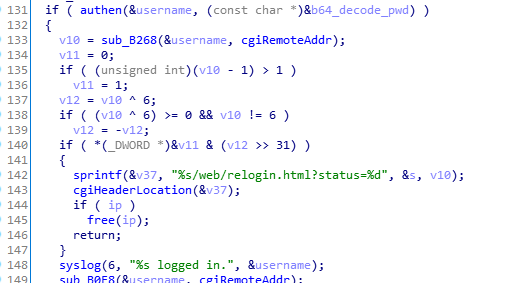 131 if ( authen(&username, (const char *)&b64_decode_pwd) )
132 {
133 v10 = sub_B268(&username, cgiRemoteAddr);
134 v11 = 0;
135 if ( (unsigned int)(v10 - 1) > 1 )
136 v11 = 1;
137 v12 = v10 ^ 6;
138 if ( (v10 ^ 6) >= 0 && v10 != 6 )
139 v12 = -v12;
140 if ( *(_DWORD *)&v11 & (v12 >> 31) )
141 {
142 sprintf(&v37, "%s/web/relogin.html?status=%d", &s, v10);
143 cgiHeaderLocation(&v37);
144 if ( ip )
145 free(ip);
146 return;
147 }
148 syslog(6, "%s logged in.", &username);
149 sub_B0F8(&username, cgiRemoteAddr);